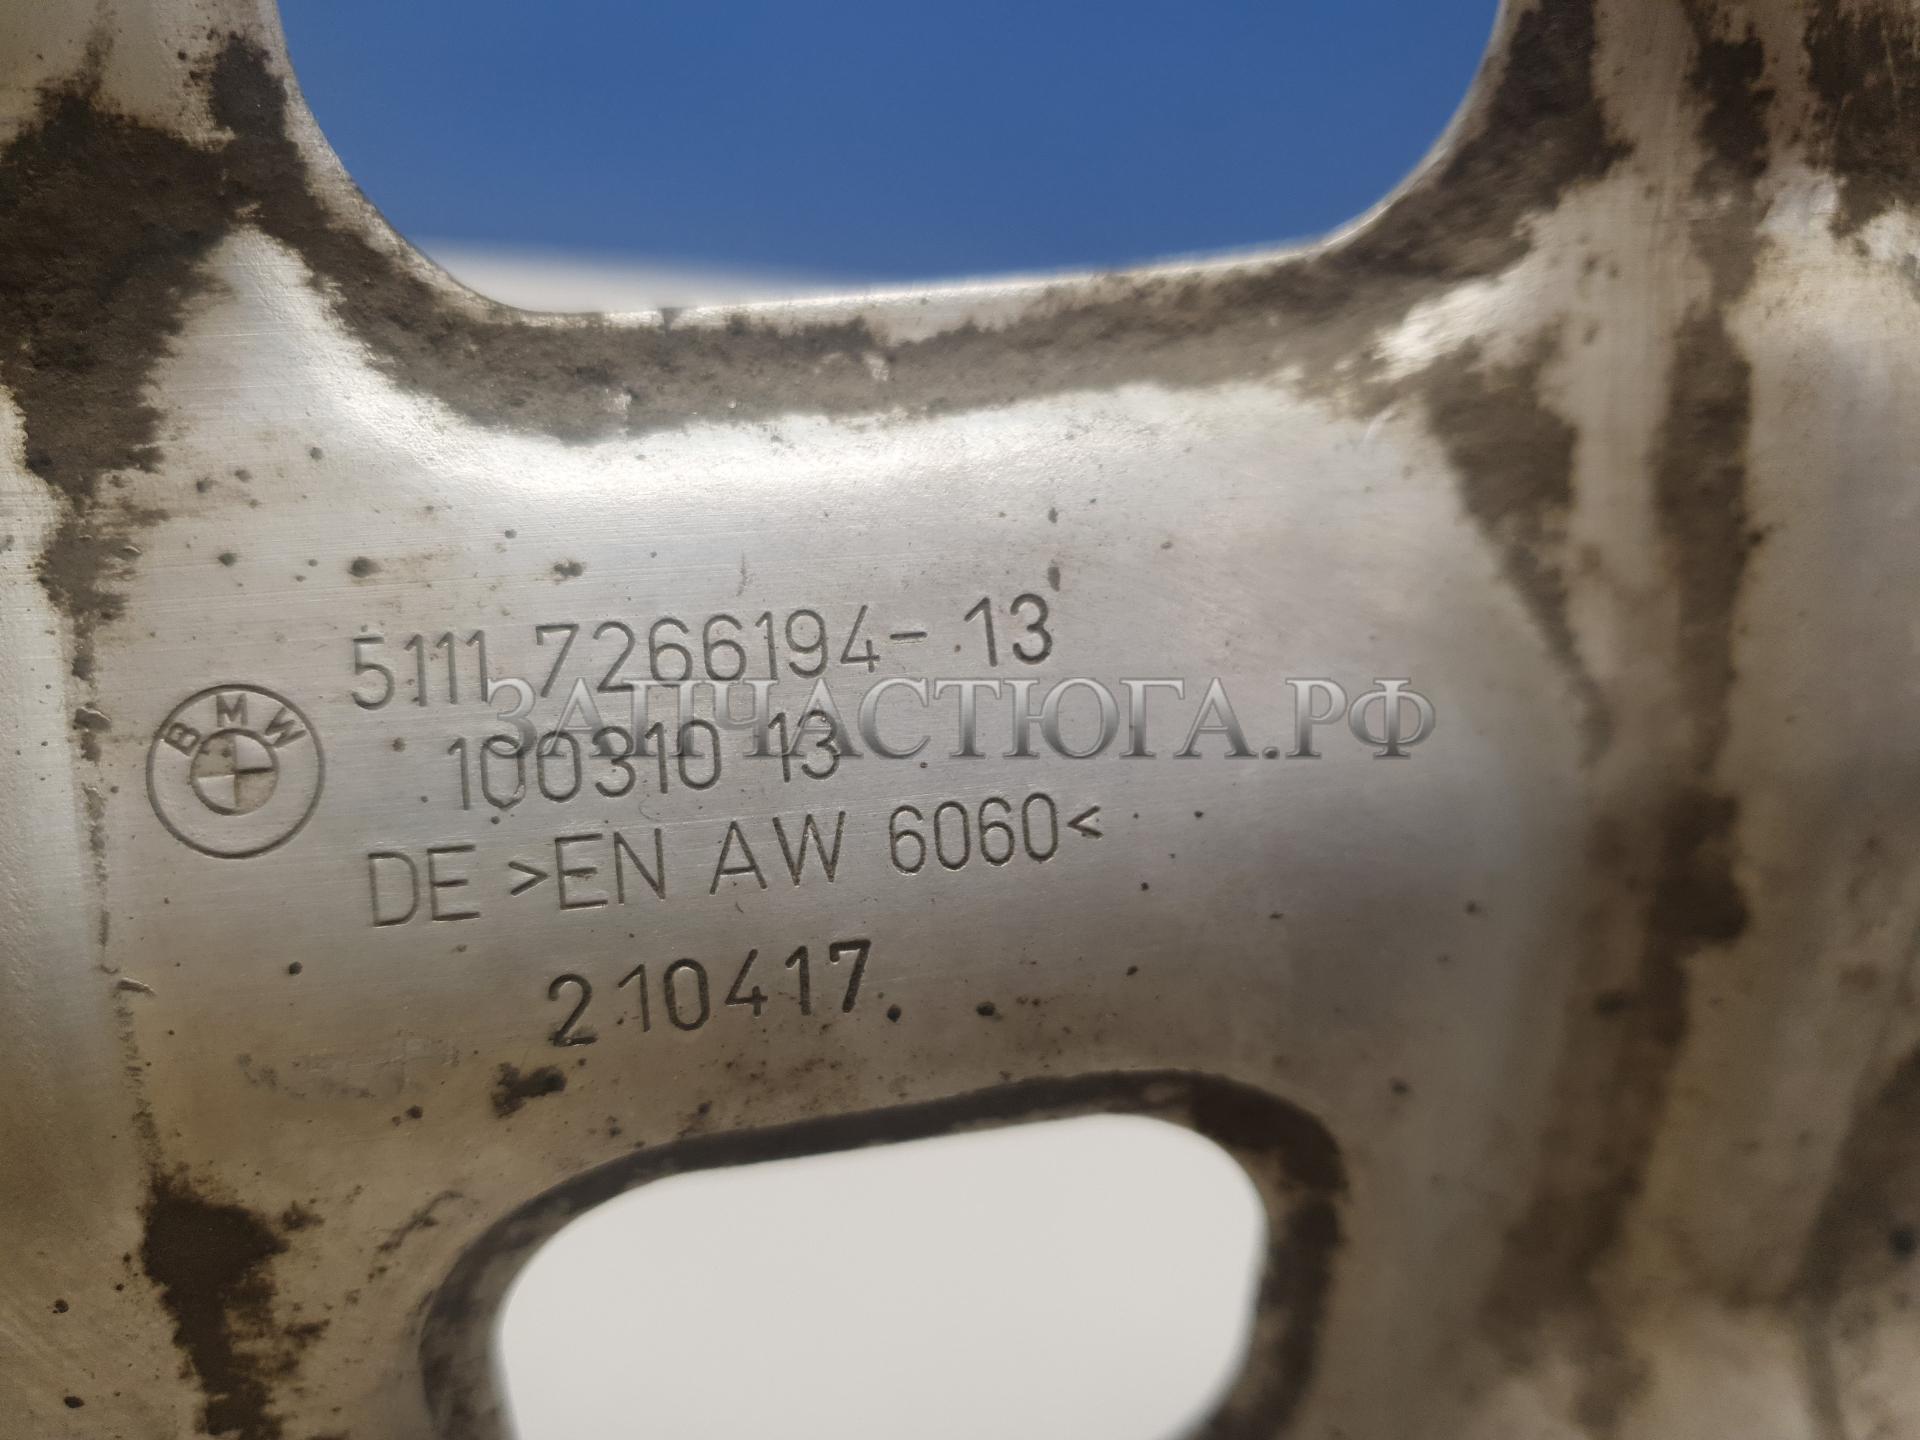 5111 7266194- 13
BMW
ЗАПЧАСТЮГА.РФ
100310 13
DE >EN AW 6060<
210417